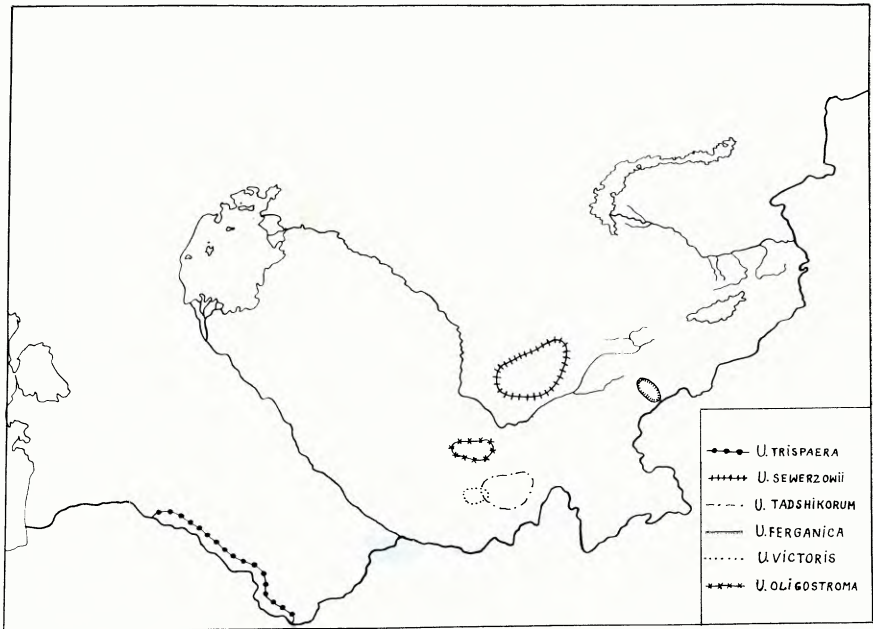 U. TRISPAERA
U. SEWERZOWII
U. TADSHIKORUM
U. FERGANICA
U. VICTORIS
U. OLIGOSTROMA